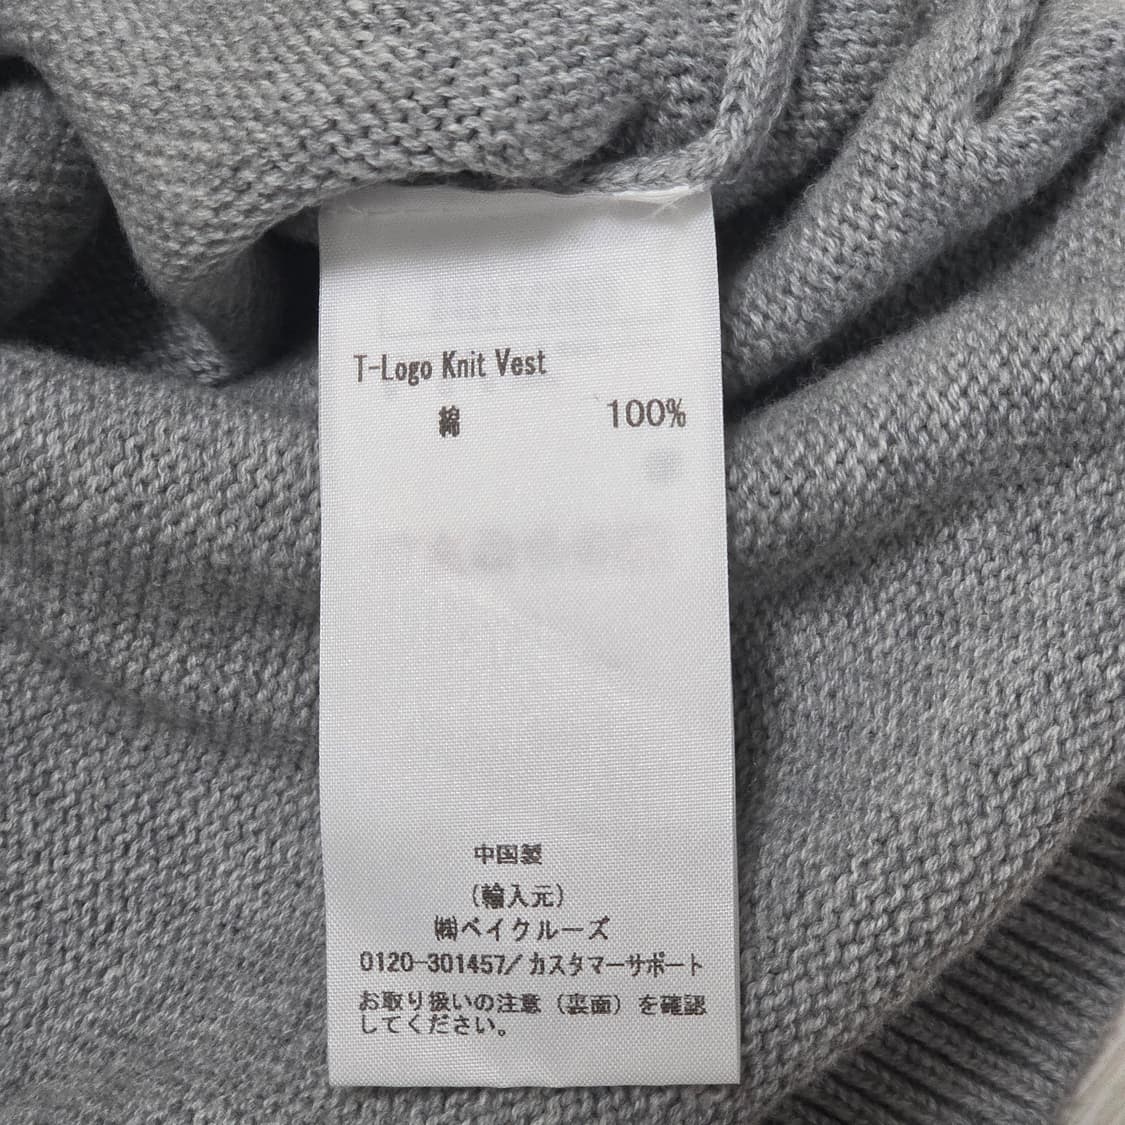 T-Logo Knit Vest
綿 100%
中国製
(輸入元)
㈱ベイクルーズ
0120-301457/カスタマーサポート
お取り扱いの注意（裏面）を確認
してください。